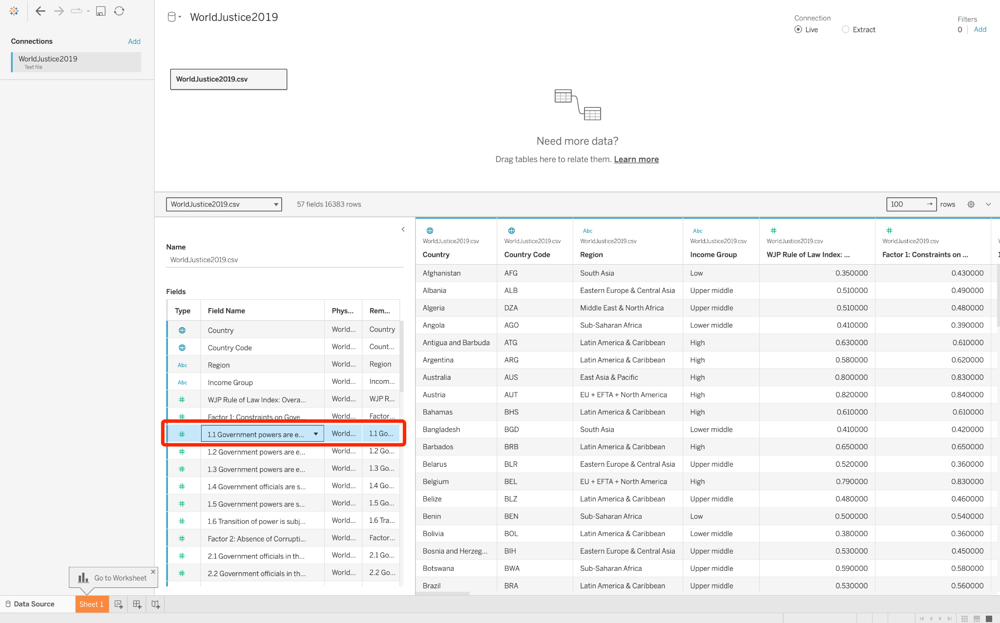 WorldJustice2019
Connection
Live
Extract
Filters
0
Add
Connections
Add
WorldJustice2019
Text file
WorldJustice2019.csv
Need more data?
Drag tables here to relate them. Learn more
WorldJustice2019.csv
57 fields 16383 rows
100
rows
Name
WorldJustice2019.csv
Fields
Type Field Name Phys... Rem...
Country World... Country
Country Code World... Count...
Abc Region World... Region
Abc Income Group World... Incom...
WJP Rule of Law Index: Overa... World... WJP R...
Factor 1: Constraints on Gove... World... Factor...
1.1 Government powers are e... World... 1.1 Go...
1.2 Government powers are e... World... 1.2 Go...
1.3 Government powers are e... World... 1.3 Go...
1.4 Government officials are s... World... 1.4 Go...
1.5 Government powers are s... World... 1.5 Go...
1.6 Transition of power is subj... World... 1.6 Tra...
Factor 2: Absence of Corrupti... World... Factor...
2.1 Government officials in th... World... 2.1 Go...
2.2 Government officials in th... World... 2.2 Go...
Abc Abc
WorldJustice2019.csv WorldJustice2019.csv WorldJustice2019.csv WorldJustice2019.csv WorldJustice2019.csv WorldJustice2019.csv
Country Country Code Region Income Group WJP Rule of Law Index: ... Factor 1: Constraints on ...
Afghanistan AFG South Asia Low 0.350000 0.430000
Albania ALB Eastern Europe & Central Asia Upper middle 0.510000 0.490000
Algeria DZA Middle East & North Africa Upper middle 0.510000 0.480000
Angola AGO Sub-Saharan Africa Lower middle 0.410000 0.390000
Antigua and Barbuda ATG Latin America & Caribbean High 0.630000 0.610000
Argentina ARG Latin America & Caribbean High 0.580000 0.620000
Australia AUS East Asia & Pacific High 0.800000 0.830000
Austria AUT EU + EFTA + North America High 0.820000 0.840000
Bahamas BHS Latin America & Caribbean High 0.610000 0.610000
Bangladesh BGD South Asia Lower middle 0.410000 0.420000
Barbados BRB Latin America & Caribbean High 0.650000 0.650000
Belarus BLR Eastern Europe & Central Asia Upper middle 0.520000 0.360000
Belgium BEL EU + EFTA + North America High 0.790000 0.830000
Belize BLZ Latin America & Caribbean Upper middle 0.480000 0.460000
Benin BEN Sub-Saharan Africa Low 0.500000 0.540000
Bolivia BOL Latin America & Caribbean Lower middle 0.380000 0.360000
Bosnia and Herzeg... BIH Eastern Europe & Central Asia Upper middle 0.530000 0.450000
Botswana BWA Sub-Saharan Africa Upper middle 0.590000 0.580000
Brazil BRA Latin America & Caribbean Upper middle 0.530000 0.560000
Go to Worksheet
Data Source
Sheet 1